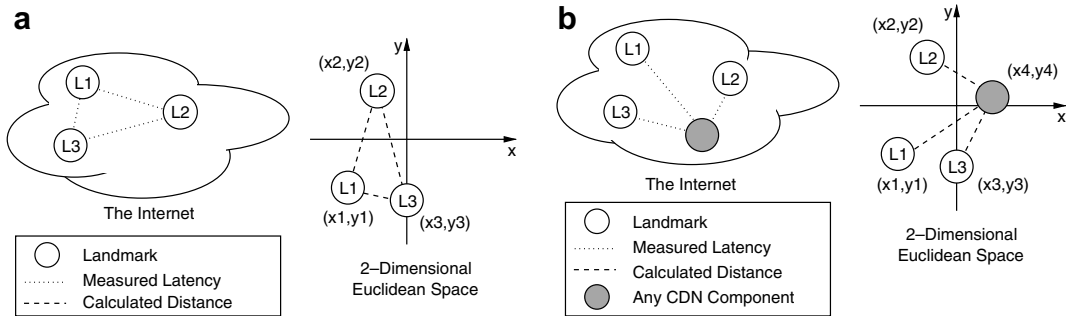 a
L1
L2
L3
The Internet
Landmark
Measured Latency
Calculated Distance
y
(x2,y2)
L2
x
L1
L3
(x1,y1)
(x3,y3)
2–Dimensional
Euclidean Space
b
L1
L2
L3
The Internet
Landmark
Measured Latency
Calculated Distance
Any CDN Component
y
(x2,y2)
L2
(x4,y4)
x
L1
L3
(x1,y1)
(x3,y3)
2–Dimensional
Euclidean Space